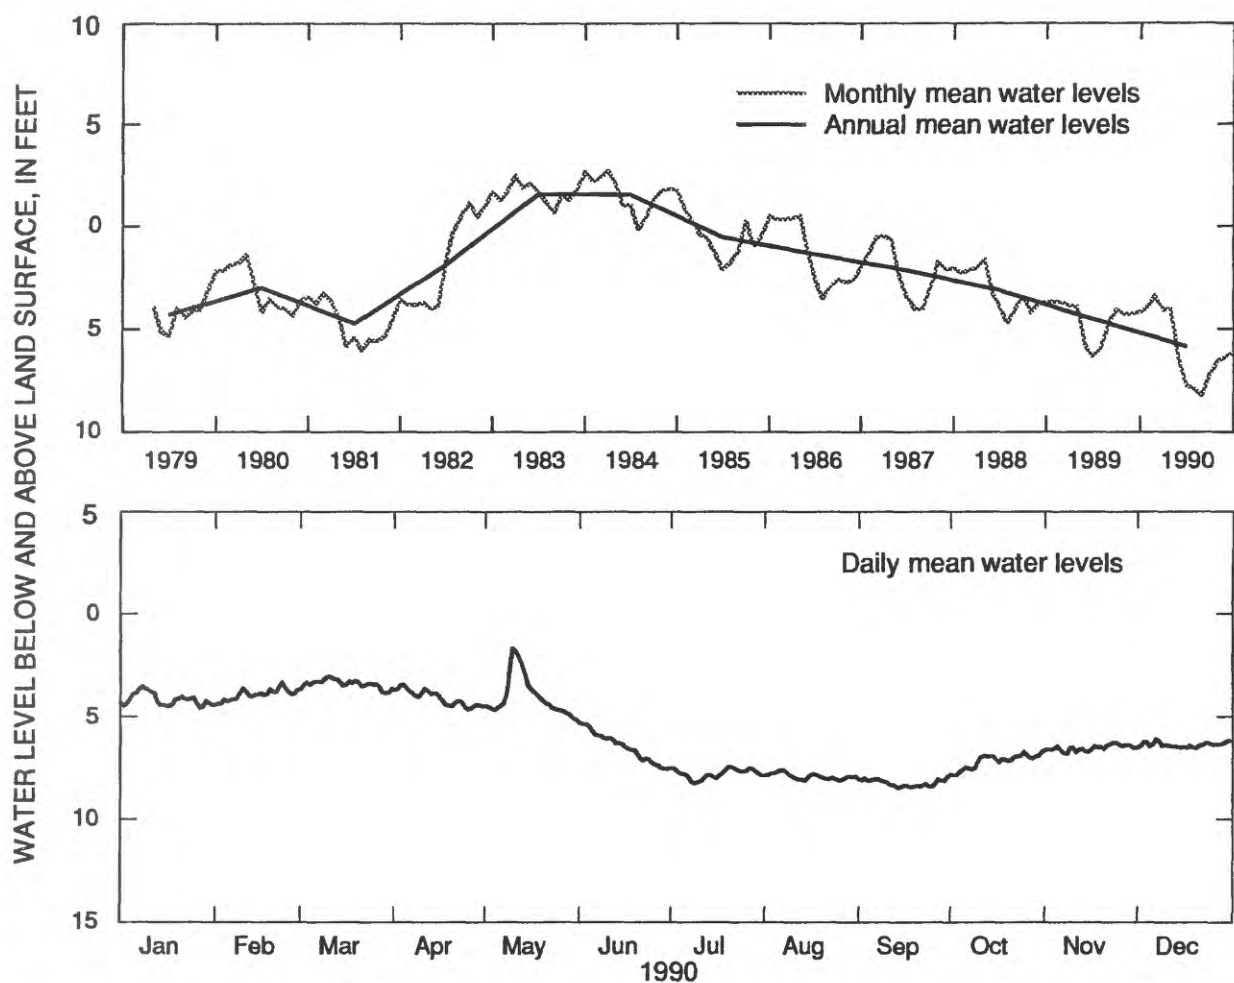 WATER LEVEL BELOW AND ABOVE LAND SURFACE, IN FEET
10
5
0
5
10
Monthly mean water levels
Annual mean water levels
1979 1980 1981 1982 1983 1984 1985 1986 1987 1988 1989 1990
5
0
5
10
15
Daily mean water levels
Jan Feb Mar Apr May Jun Jul Aug Sep Oct Nov Dec
1990